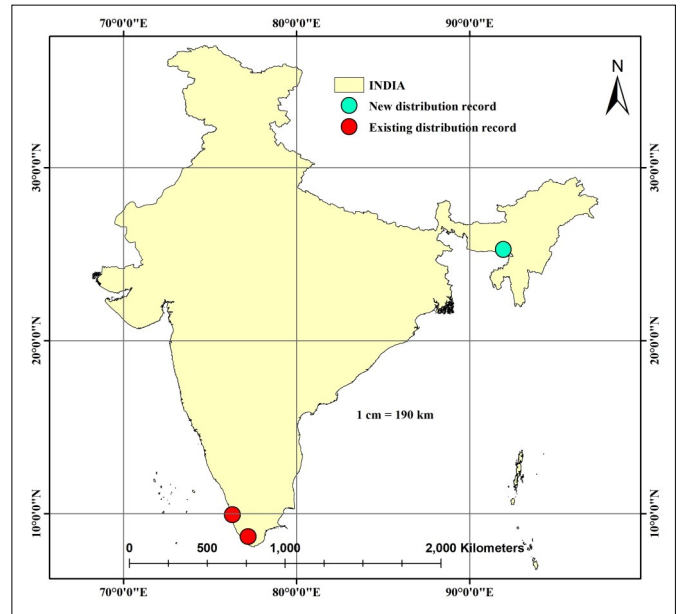 70°0'0"E 80°0'0"E 90°0'0"E
N
INDIA
New distribution record
Existing distribution record
30°0'0"N 30°0'0"N
20°0'0"N 20°0'0"N
1 cm = 190 km
10°0'0"N 10°0'0"N
0 500 1,000 2,000 Kilometers
70°0'0"E 80°0'0"E 90°0'0"E